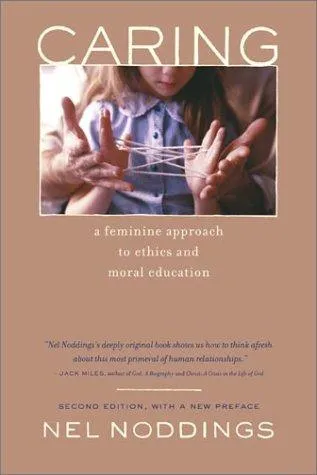 CARING
a feminine approach
to ethics and
moral education
"Nel Noddings's deeply original book shows us how to think afresh
about this most primeval of human relationships."
– JACK MILES, author of God: A Biography and Christ: A Crisis in the Life of God
SECOND EDITION, WITH A NEW PREFACE
NEL NODDINGS